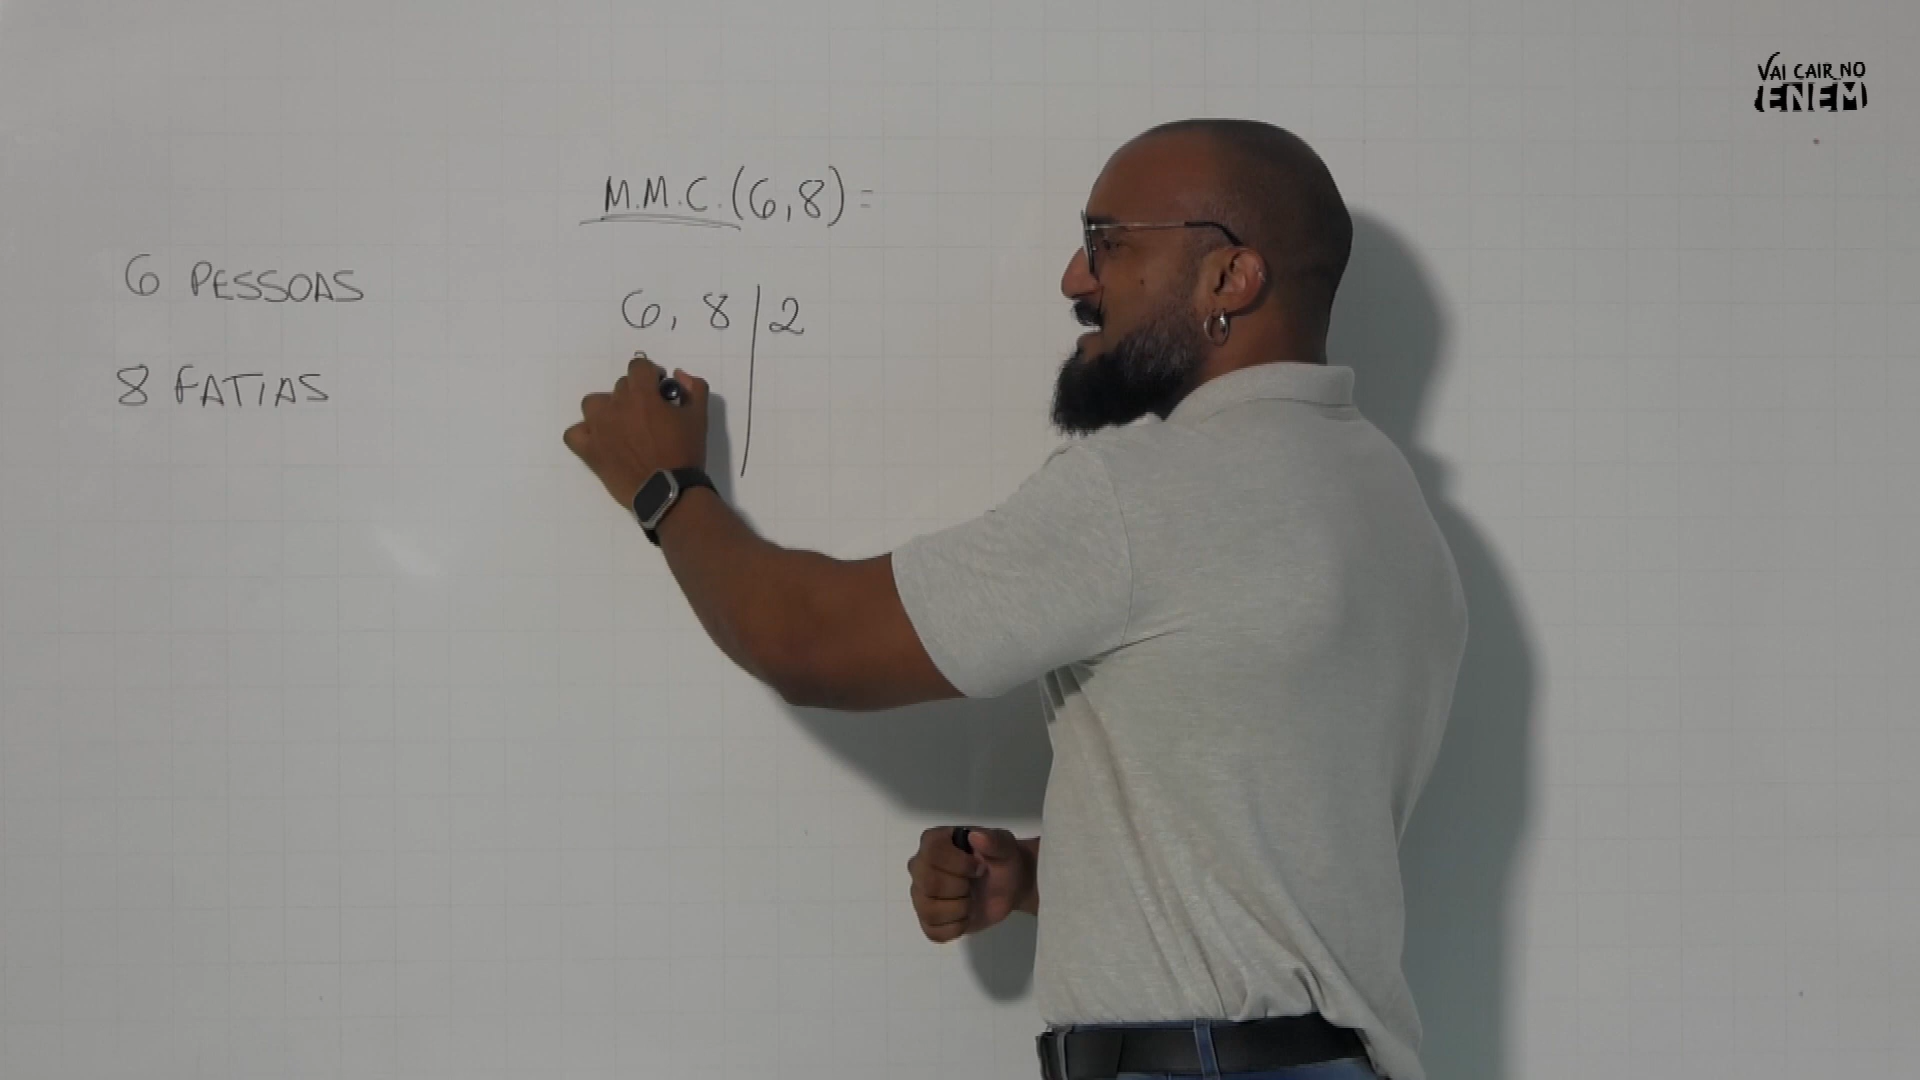 VAI CAIR NO
ENEM
M.M.C.(6,8)=
6 PESSOAS
8 FATIAS
6, 8 | 2